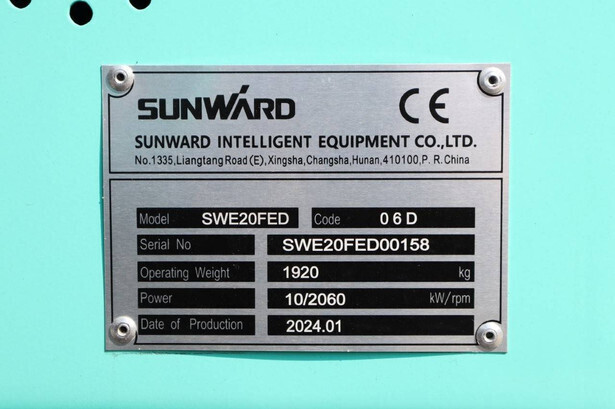 SUNWARD CE
SUNWARD INTELLIGENT EQUIPMENT CO.,LTD.
No.1335,Liangtang Road(E),Xingsha,Changsha,Hunan,410100,P.R.China
Model SWE20FED Code 06D
Serial No SWE20FED00158
Operating Weight 1920 kg
Power 10/2060 kW/rpm
Date of Production 2024.01